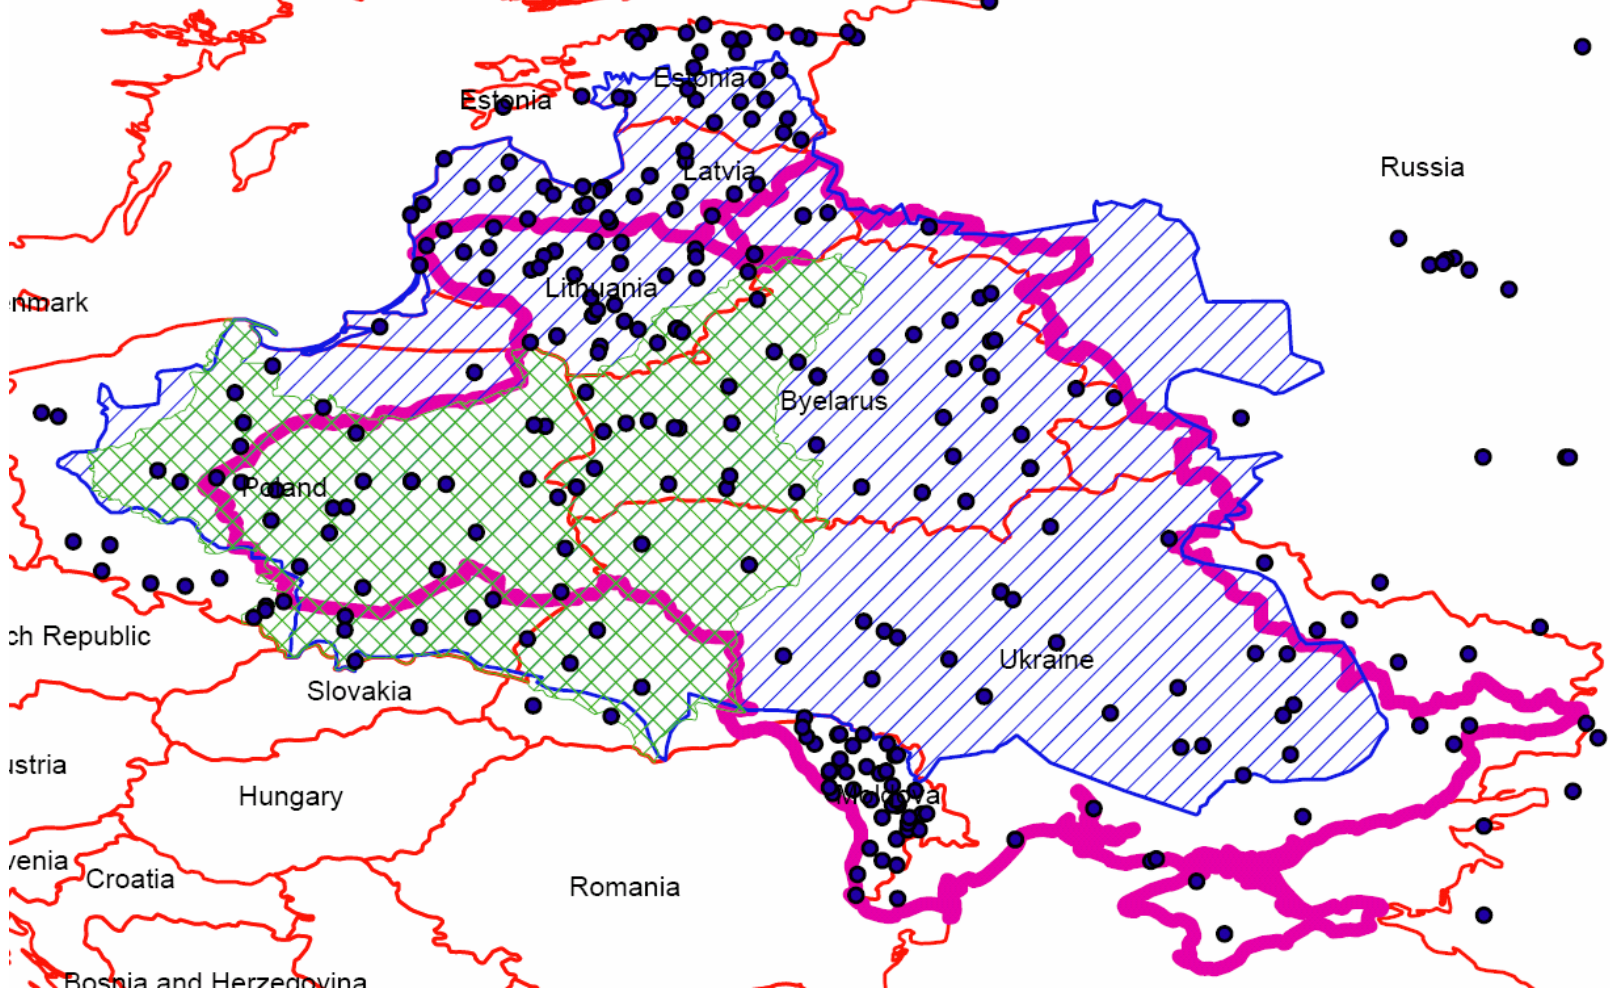 Estonia
Estonia
Russia
Latvia
nmark
Lithuania
Byelarus
Poland
ch Republic
Ukraine
Slovakia
ustria
Hungary
Moldova
venia
Croatia
Romania
Bosnia and Herzegovina